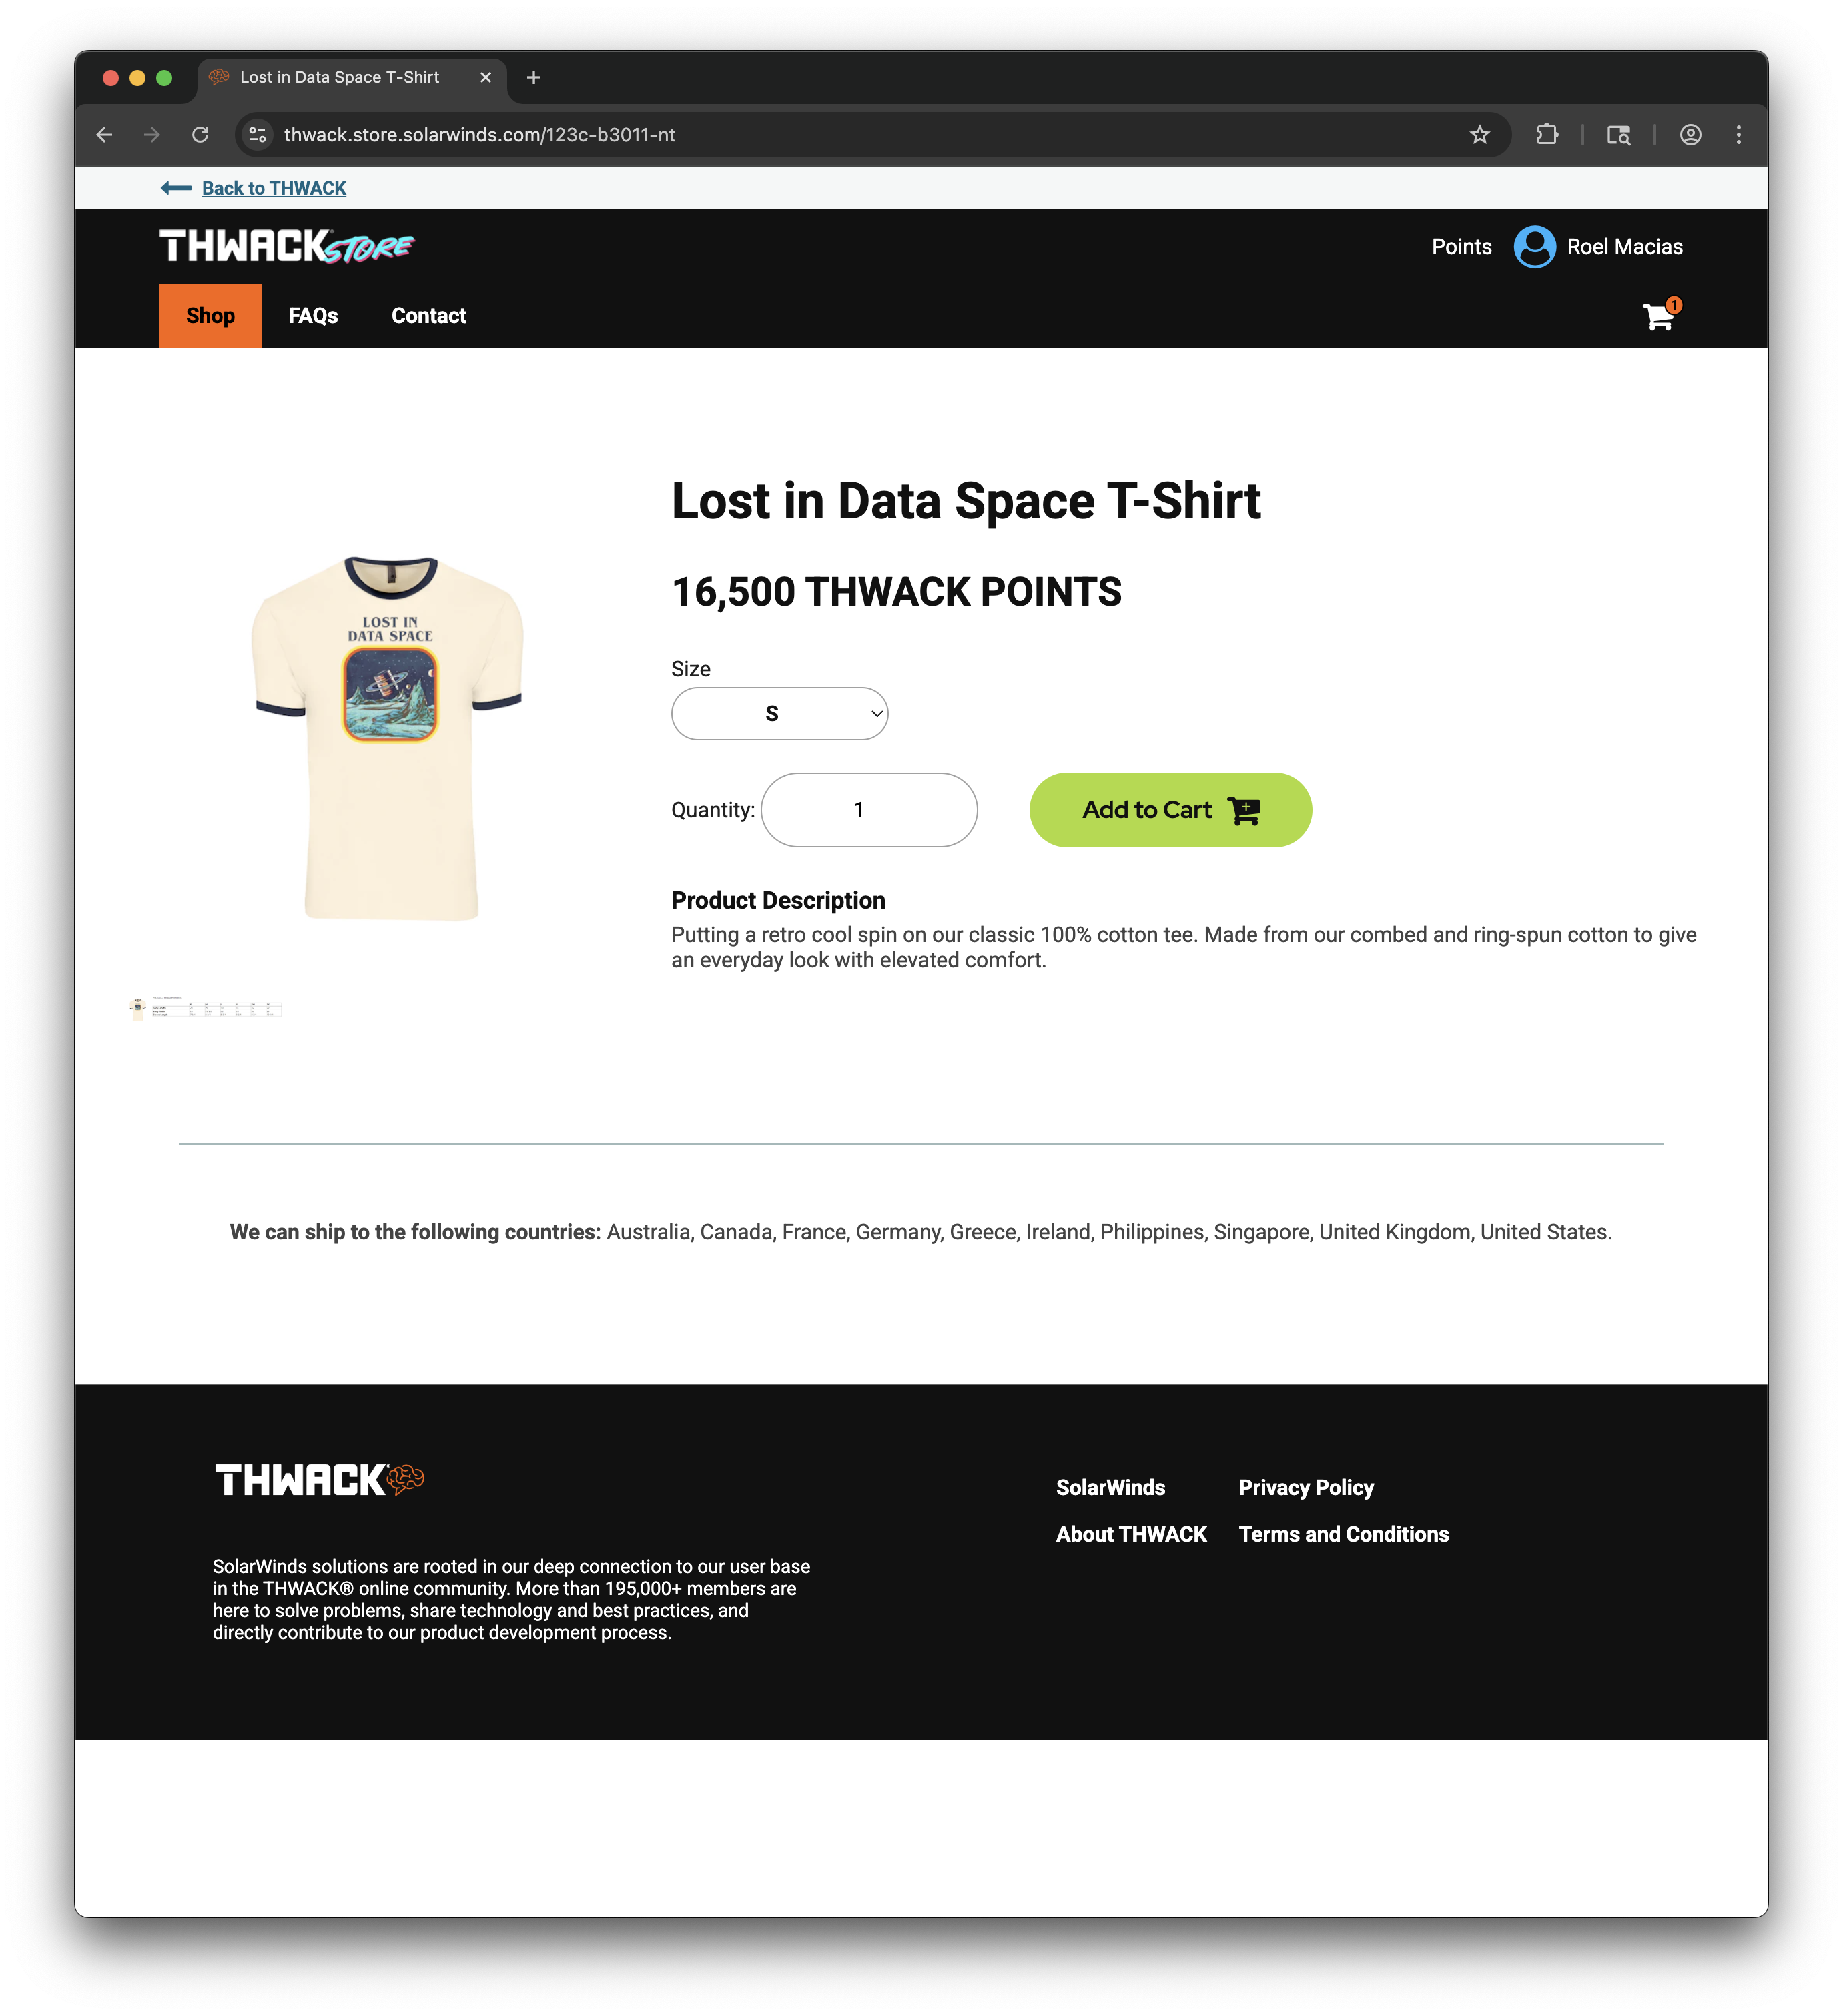 Lost in Data Space T-Shirt
thwack.store.solarwinds.com/123c-b3011-nt
Back to THWACK
THWACK STORE
Points
Roel Macias
Shop
FAQs
Contact
1
Lost in Data Space T-Shirt
16,500 THWACK POINTS
LOST IN
DATA SPACE
Size
S
Quantity:
1
Add to Cart
Product Description
Putting a retro cool spin on our classic 100% cotton tee. Made from our combed and ring-spun cotton to give
an everyday look with elevated comfort.
We can ship to the following countries: Australia, Canada, France, Germany, Greece, Ireland, Philippines, Singapore, United Kingdom, United States.
THWACK
SolarWinds
Privacy Policy
About THWACK
Terms and Conditions
SolarWinds solutions are rooted in our deep connection to our user base
in the THWACK® online community. More than 195,000+ members are
here to solve problems, share technology and best practices, and
directly contribute to our product development process.